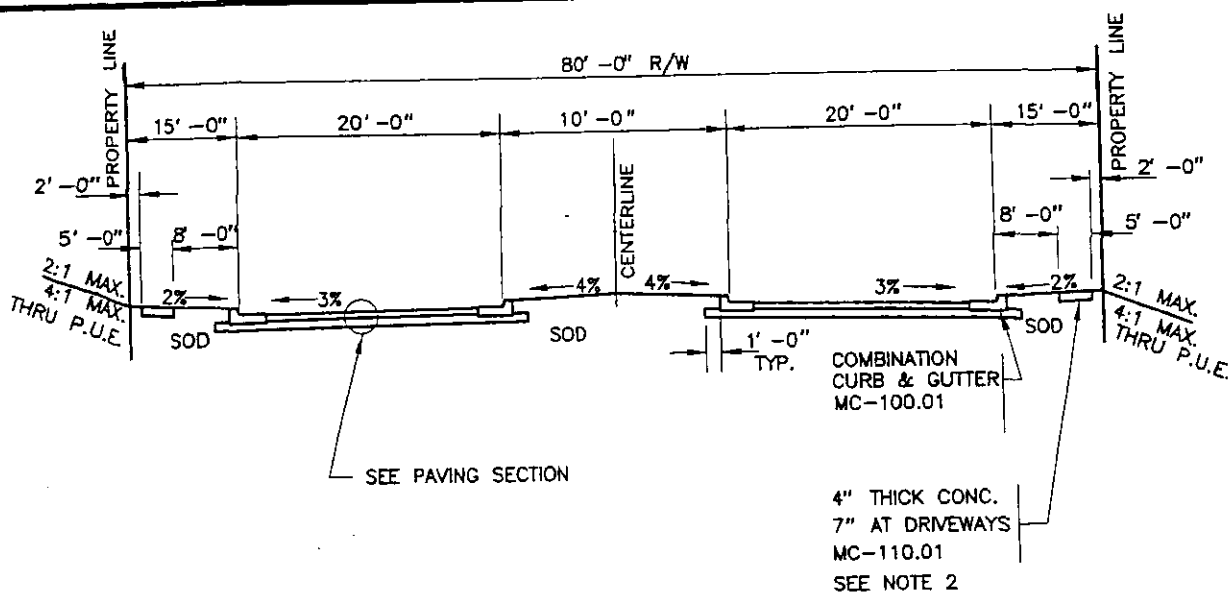 80' -0" R/W
PROPERTY LINE
PROPERTY LINE
15' -0"
20' -0"
10' -0"
20' -0"
15' -0"
2' -0"
2' -0"
CENTERLINE
5' -0"
8' -0"
8' -0"
5' -0"
2:1 MAX.
4:1 MAX.
THRU P.U.E.
2%
3%
4%
4%
3%
2%
2:1 MAX.
4:1 MAX.
THRU P.U.E.
SOD
SOD
SOD
1' -0"
TYP.
COMBINATION
CURB & GUTTER
MC-100.01
SEE PAVING SECTION
4" THICK CONC.
7" AT DRIVEWAYS
MC-110.01
SEE NOTE 2